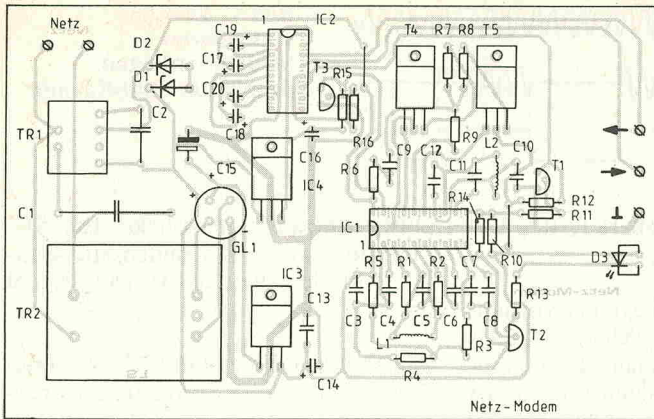 Netz
D2
D1
C2
TR1
C1
TR2
C19
C17
C20
C18
C15
GL1
1
IC2
T3
R15
R16
C16
IC4
IC3
C13
C14
T4
R7
R8
T5
R9
L2
R6
C9
C12
C11
C10
T1
R12
R11
R14
IC1
1
R10
D3
R5
R1
R2
C7
R13
C3
C4
C5
C6
C8
L1
R3
T2
R4
Netz-Modem